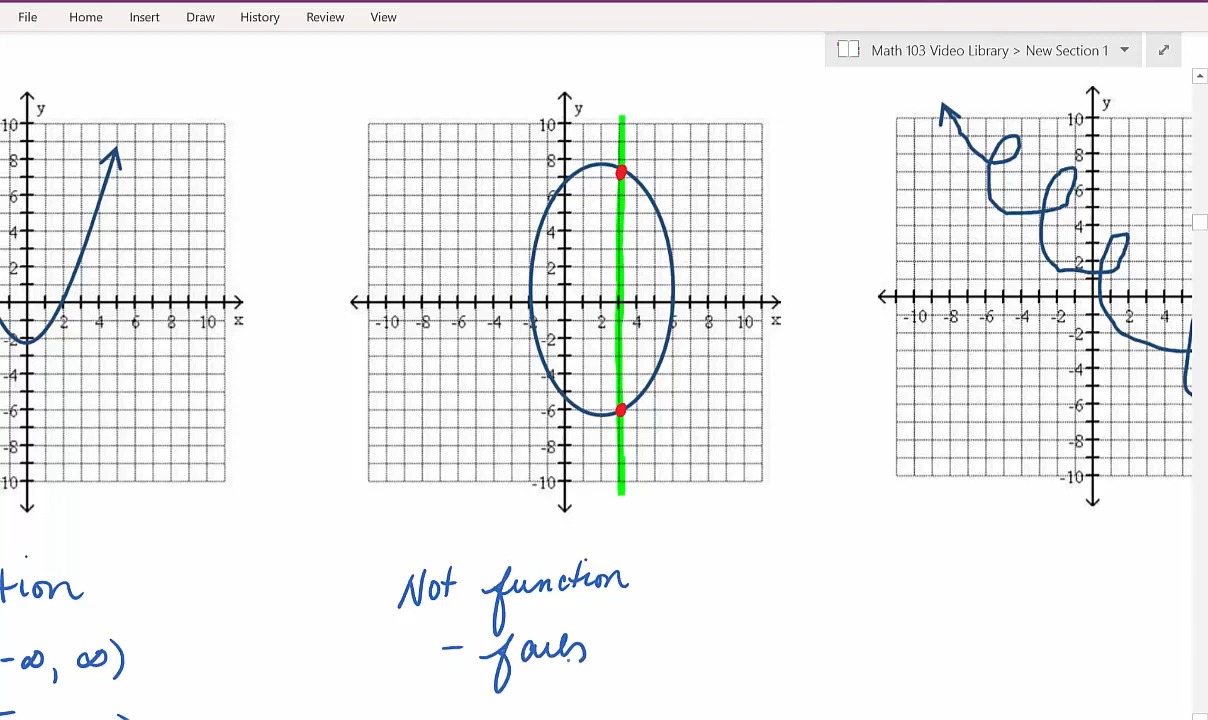 File Home Insert Draw History Review View
Math 103 Video Library > New Section 1
y
10
8
6
4
2
-2
-4
-6
-8
10
2 4 6 8 10 x
y
10
8
6
4
2
-2
-4
-6
-8
-10
-10 -8 -6 -4 -2 2 4 6 8 10 x
y
10
8
6
4
2
-2
-4
-6
-8
-10
-10 -8 -6 -4 -2 2 4
tion
-∞, ∞)
Not function
- fails